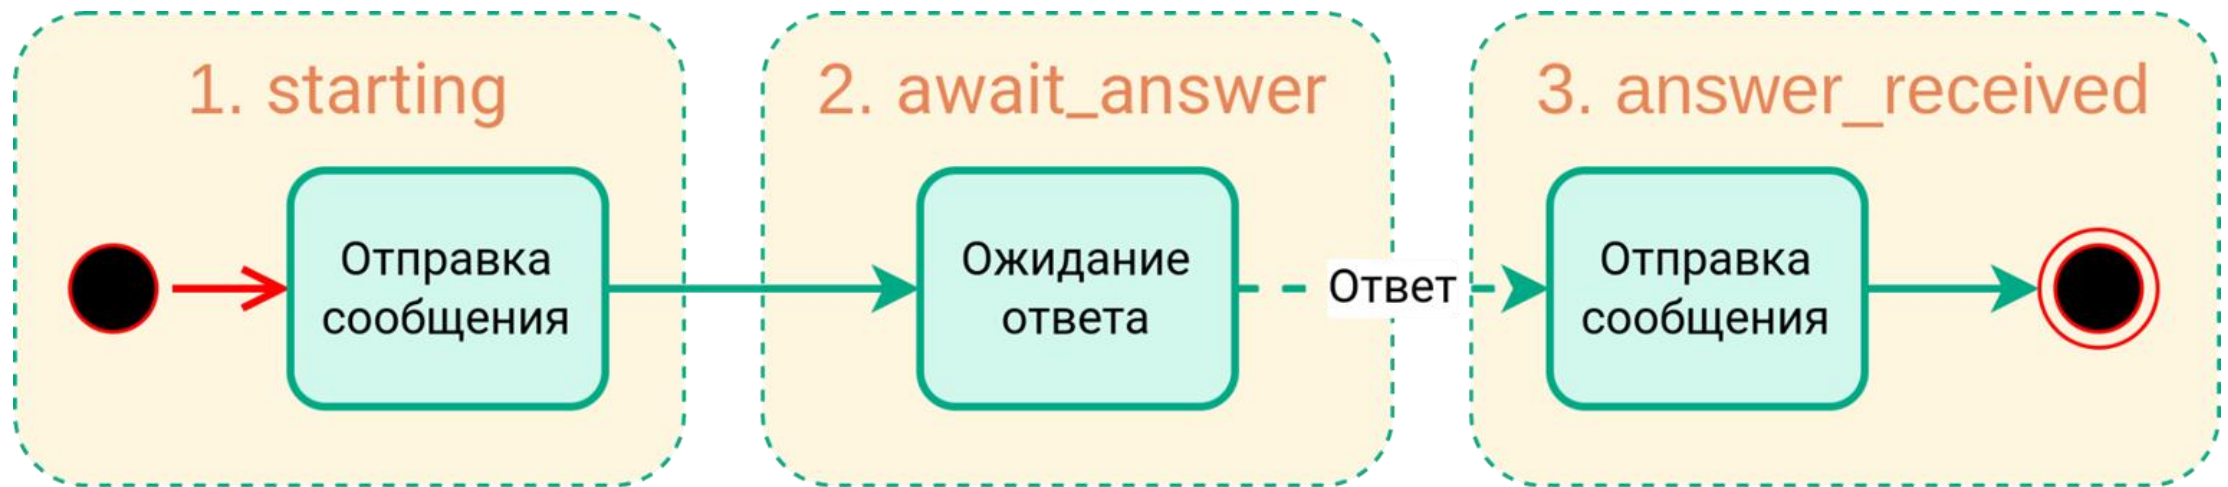 1. starting
2. await_answer
3. answer_received
Отправка
сообщения
Ожидание
ответа
Ответ
Отправка
сообщения